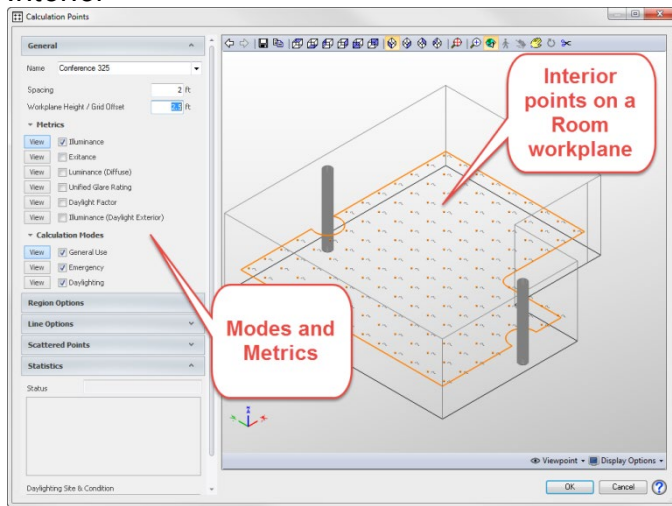 Interior
Calculation Points
General
Name Conference 325
Spacing 2 ft
Workplane Height / Grid Offset 2.5 ft
Metrics
View Illuminance
View Exitance
View Luminance (Diffuse)
View Unified Glare Rating
View Daylight Factor
View Illuminance (Daylight Exterior)
Calculation Modes
View General Use
View Emergency
View Daylighting
Region Options
Line Options
Scattered Points
Statistics
Status
Daylighting Site & Condition
Interior
points on a
Room
workplane
Modes and
Metrics
Viewpoint Display Options
OK Cancel